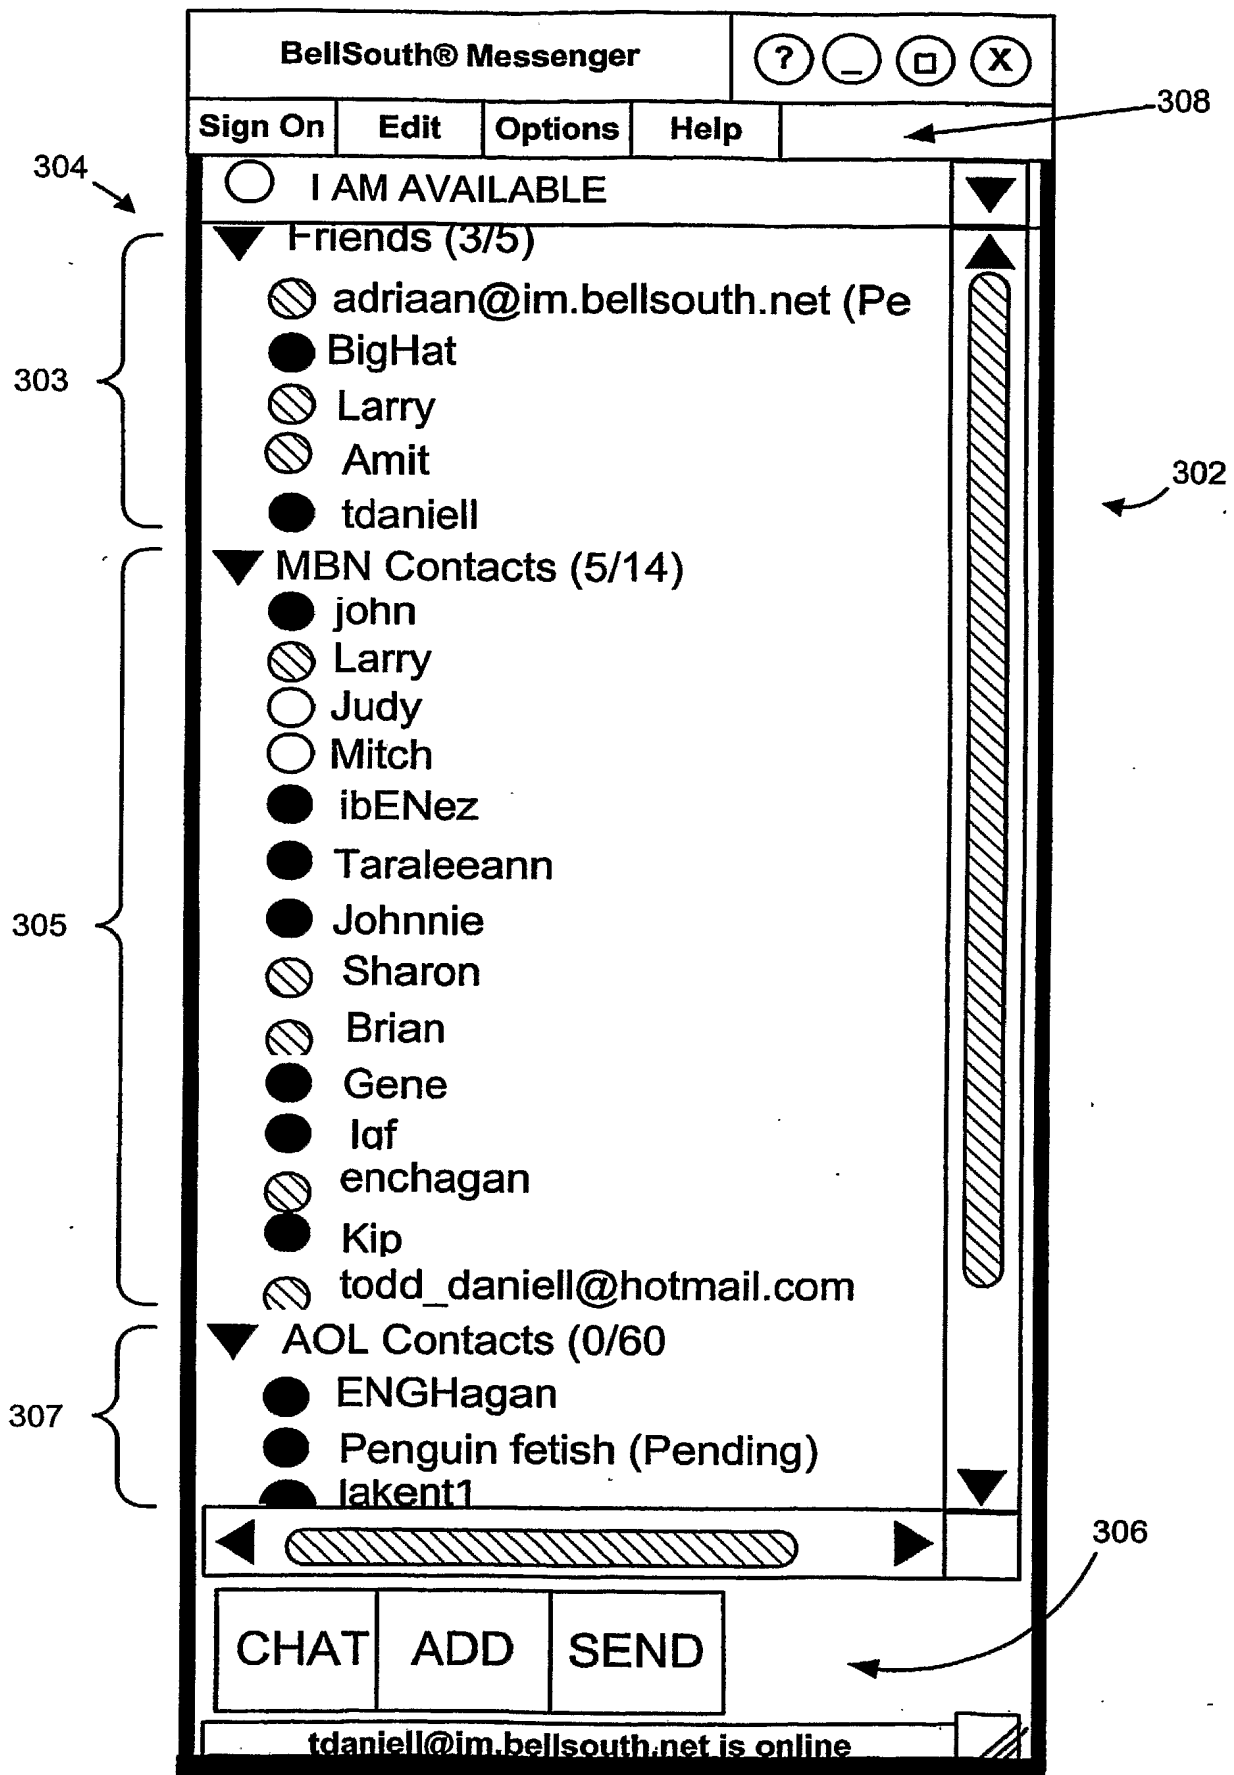 BellSouth® Messenger ? _ X
Sign On Edit Options Help
308
304
I AM AVAILABLE
Friends (3/5)
adriaan@im.bellsouth.net (Pe
BigHat
303
Larry
Amit
302
tdaniell
MBN Contacts (5/14)
john
Larry
Judy
Mitch
ibENez
Taraleeann
305
Johnnie
Sharon
Brian
Gene
enchagan
Kip
todd_daniell@hotmail.com
AOL Contacts (0/60
ENGHagan
307
Penguin fetish (Pending)
lakent1
306
CHAT ADD SEND
tdaniell@im.bellsouth.net is online